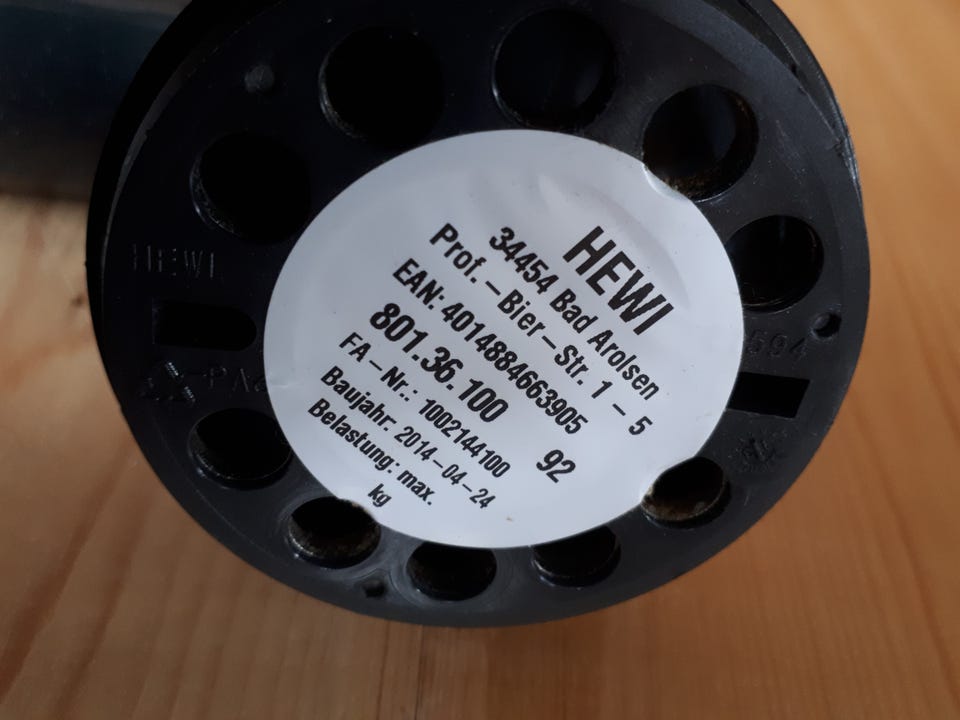 HEWI
34454 Bad Arolsen
Prof. – Bier – Str. 1 – 5
EAN: 4014884663905
801.36.100 92
FA – Nr.: 1002144100
Baujahr: 2014 – 04 – 24
Belastung: max.
kg
HEWI